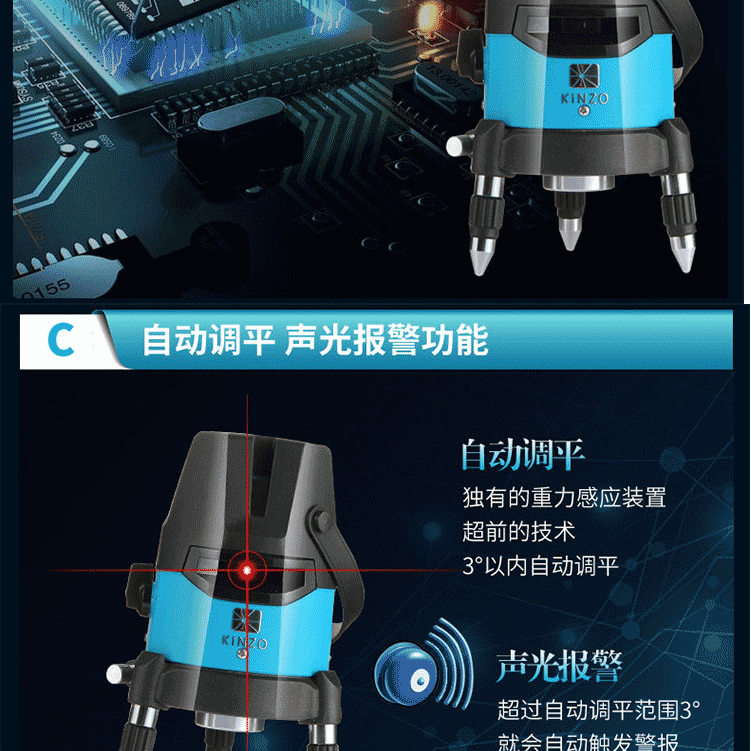 KINZO
155
C
自动调平 声光报警功能
自动调平
独有的重力感应装置
超前的技术
3°以内自动调平
KINZO
声光报警
超过自动调平范围3°
就会自动触发警报